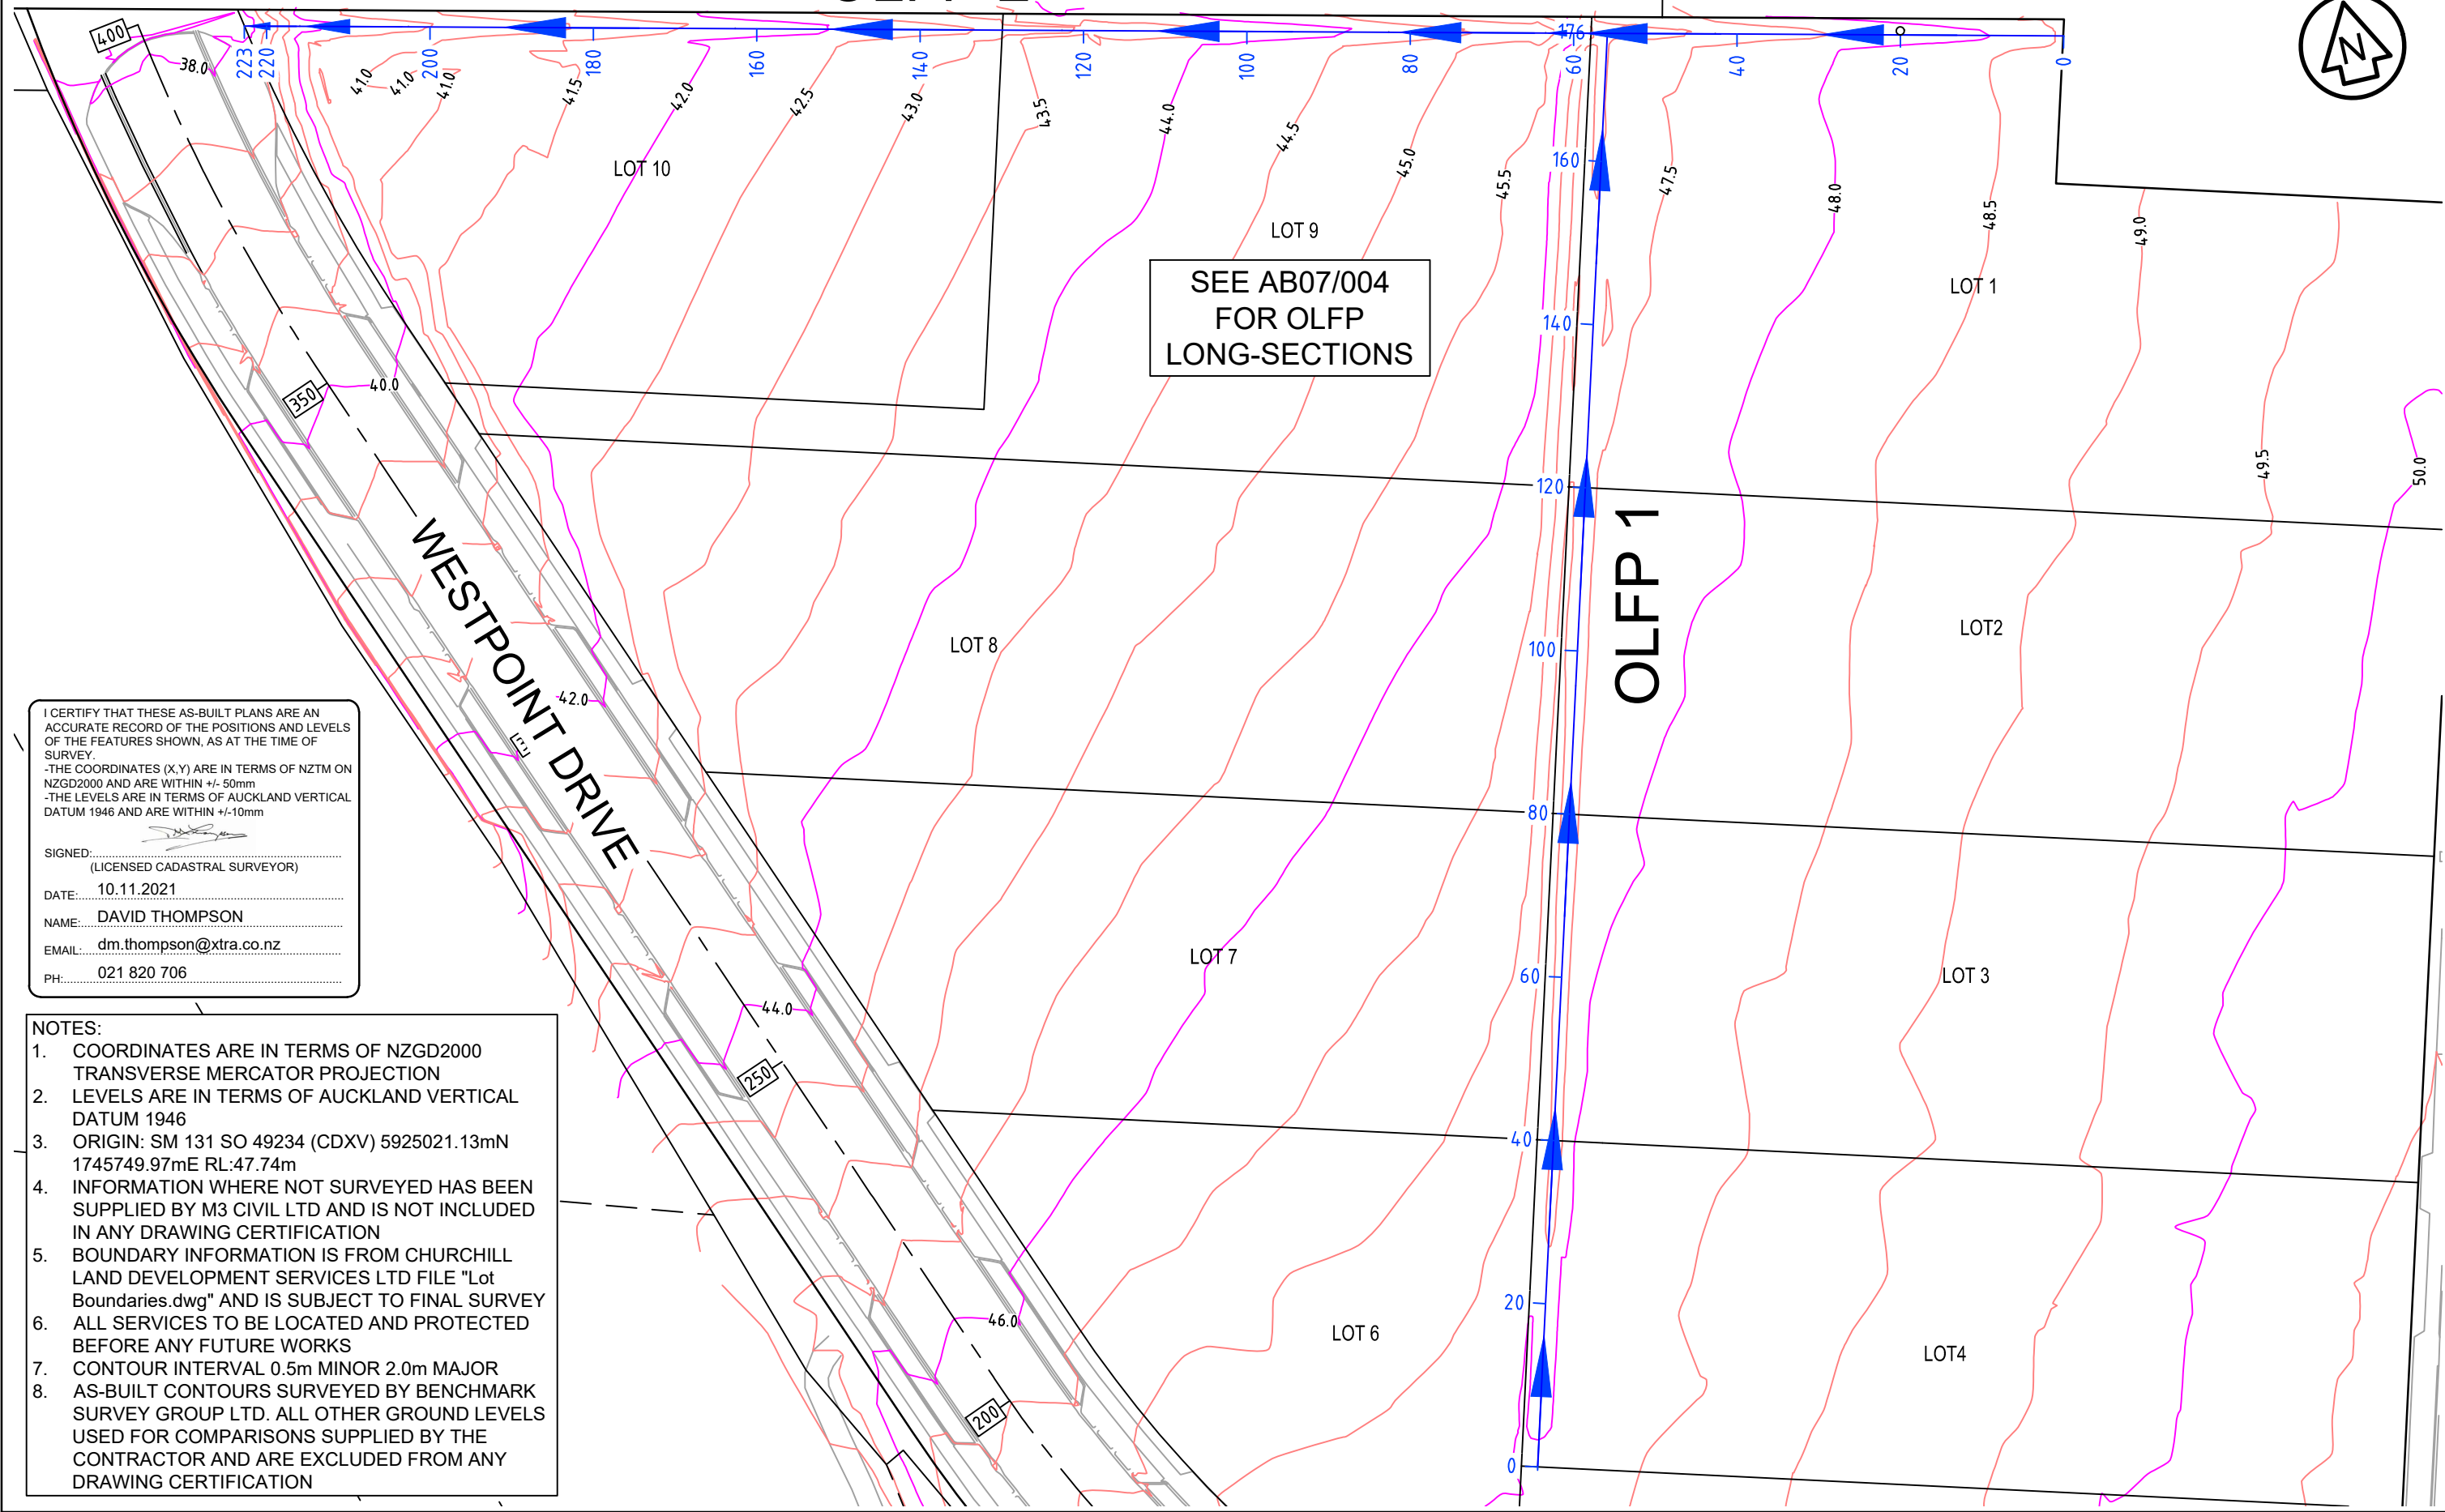 400
38.0
223
220
200
180
160
140
120
100
80
60
176
40
20
0
N
41.0
41.0
41.0
41.5
42.0
42.5
43.0
43.5
44.0
44.5
45.0
45.5
47.5
48.0
48.5
49.0
49.5
50.0
LOT 10
LOT 9
LOT 1
SEE AB07/004
FOR OLFP
LONG-SECTIONS
160
140
120
100
80
60
40
20
0
350
40.0
WESTPOINT DRIVE
OLFP 1
LOT2
LOT 8
42.0
LOT 7
LOT 3
44.0
250
46.0
200
LOT 6
LOT4
I CERTIFY THAT THESE AS-BUILT PLANS ARE AN
ACCURATE RECORD OF THE POSITIONS AND LEVELS
OF THE FEATURES SHOWN, AS AT THE TIME OF
SURVEY.
-THE COORDINATES (X,Y) ARE IN TERMS OF NZTM ON
NZGD2000 AND ARE WITHIN +/- 50mm
-THE LEVELS ARE IN TERMS OF AUCKLAND VERTICAL
DATUM 1946 AND ARE WITHIN +/-10mm
SIGNED:
(LICENSED CADASTRAL SURVEYOR)
DATE: 10.11.2021
NAME: DAVID THOMPSON
EMAIL: dm.thompson@xtra.co.nz
PH: 021 820 706
NOTES:
1. COORDINATES ARE IN TERMS OF NZGD2000
TRANSVERSE MERCATOR PROJECTION
2. LEVELS ARE IN TERMS OF AUCKLAND VERTICAL
DATUM 1946
3. ORIGIN: SM 131 SO 49234 (CDXV) 5925021.13mN
1745749.97mE RL:47.74m
4. INFORMATION WHERE NOT SURVEYED HAS BEEN
SUPPLIED BY M3 CIVIL LTD AND IS NOT INCLUDED
IN ANY DRAWING CERTIFICATION
5. BOUNDARY INFORMATION IS FROM CHURCHILL
LAND DEVELOPMENT SERVICES LTD FILE "Lot
Boundaries.dwg" AND IS SUBJECT TO FINAL SURVEY
6. ALL SERVICES TO BE LOCATED AND PROTECTED
BEFORE ANY FUTURE WORKS
7. CONTOUR INTERVAL 0.5m MINOR 2.0m MAJOR
8. AS-BUILT CONTOURS SURVEYED BY BENCHMARK
SURVEY GROUP LTD. ALL OTHER GROUND LEVELS
USED FOR COMPARISONS SUPPLIED BY THE
CONTRACTOR AND ARE EXCLUDED FROM ANY
DRAWING CERTIFICATION